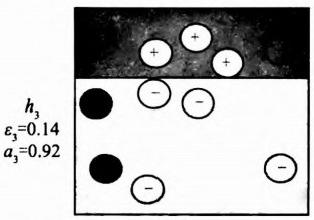 + + +
h₃
ε₃=0.14
a₃=0.92
− −
− −